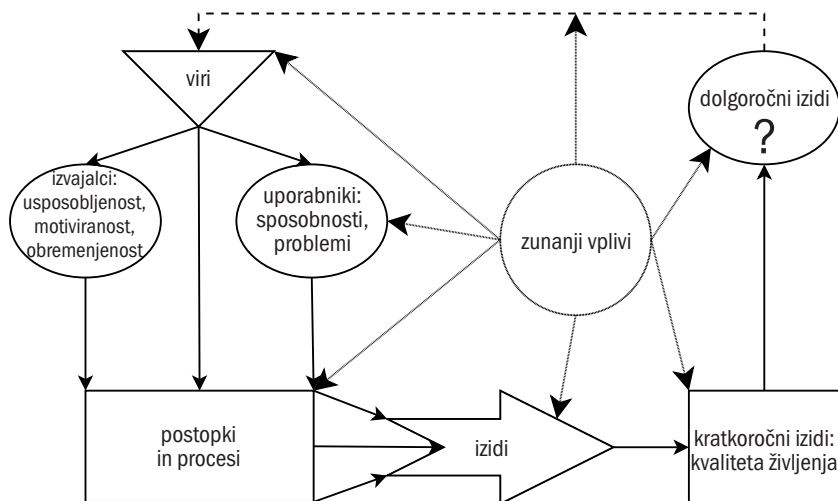 viri
dolgoročni izidi
?
izvajalci:
usposobljenost,
motiviranost,
obremenjenost
uporabniki:
sposobnosti,
problemi
zunanji vplivi
postopki
in procesi
izidi
kratkoročni izidi:
kvaliteta življenja